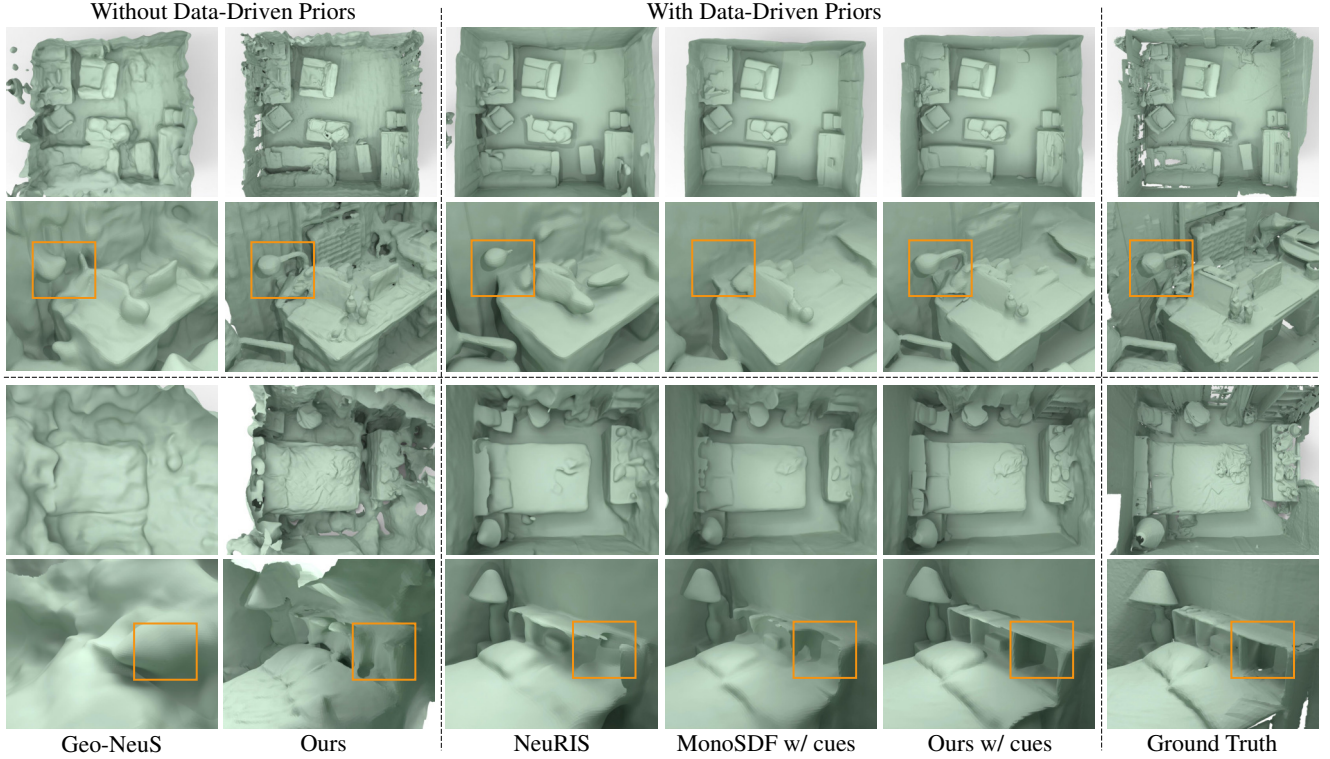 Without Data-Driven Priors
With Data-Driven Priors
Geo-NeuS
Ours
NeuRIS
MonoSDF w/ cues
Ours w/ cues
Ground Truth